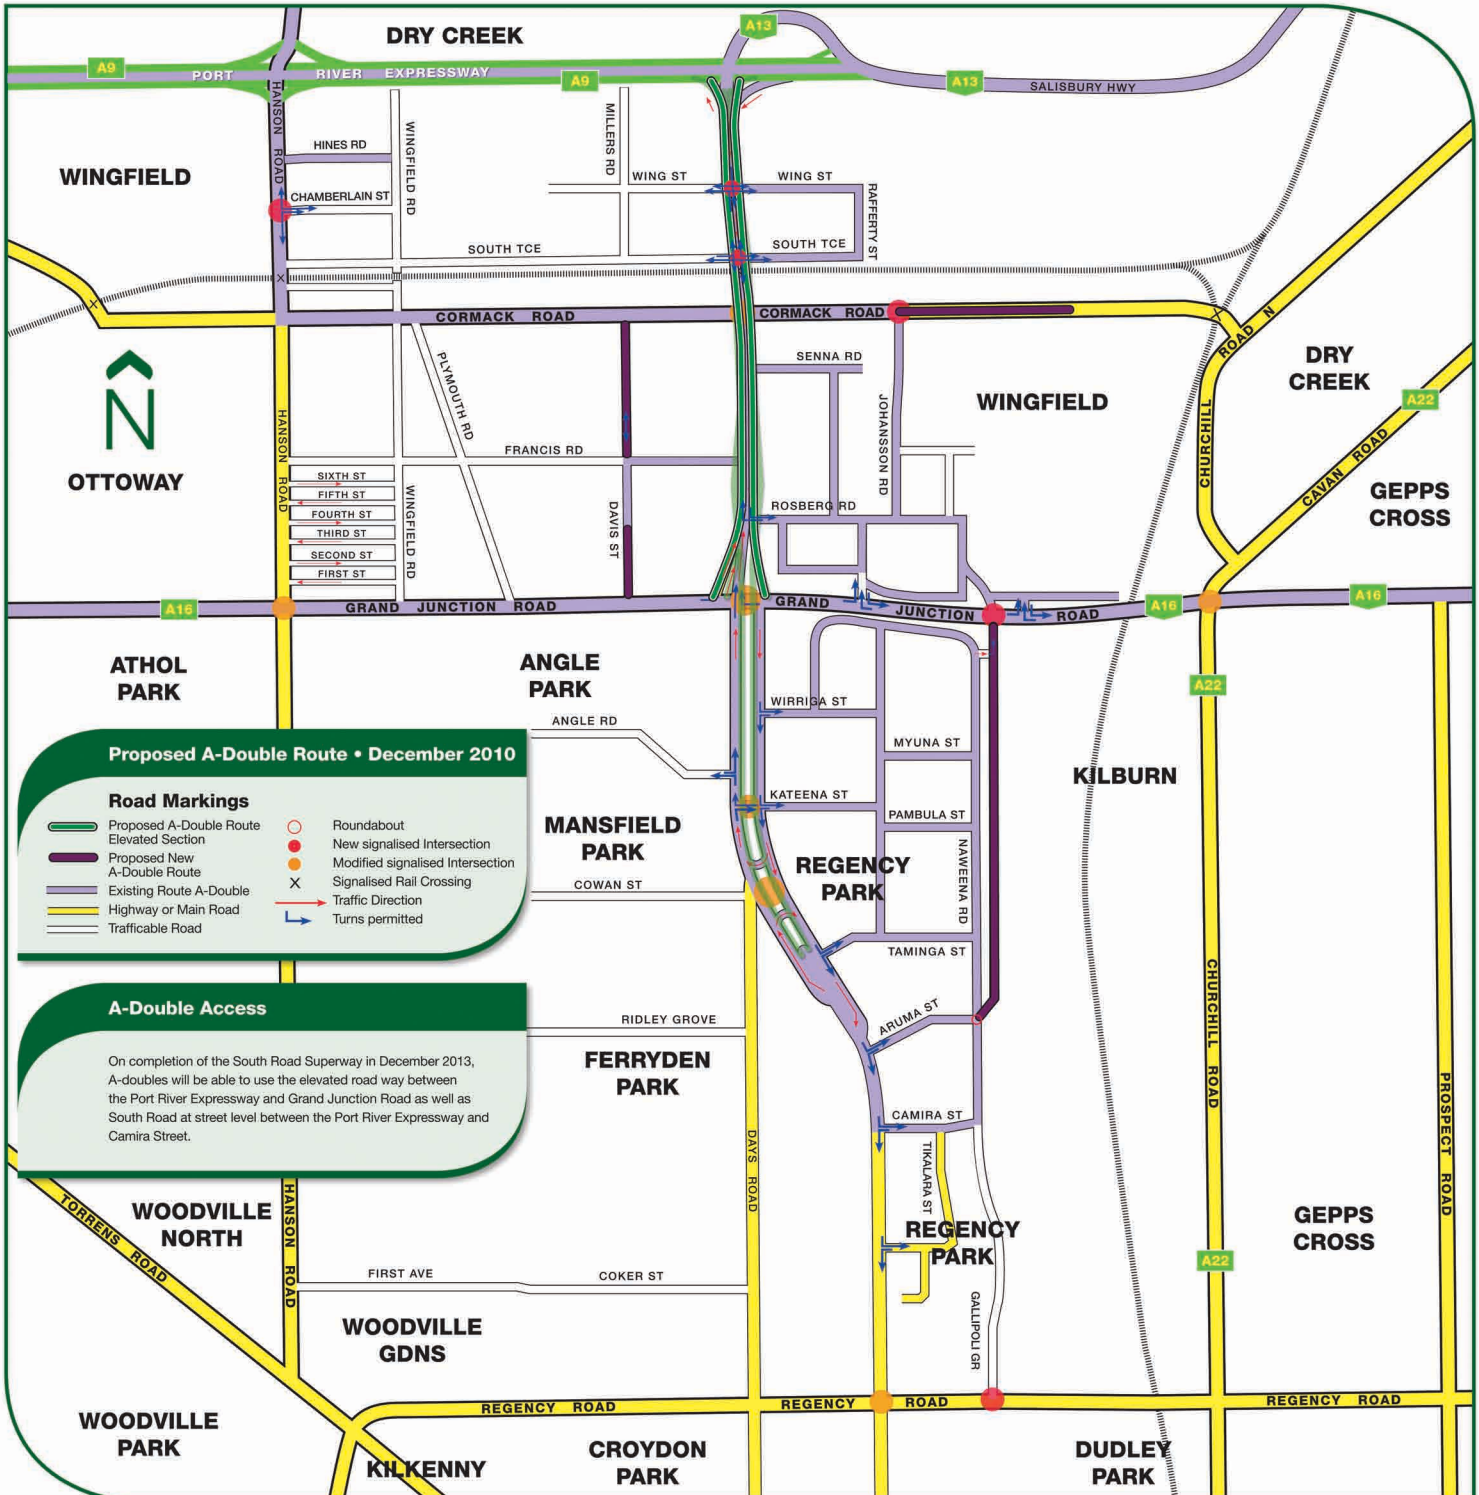 DRY CREEK
A13
A9
PORT RIVER EXPRESSWAY
A9
A13
SALISBURY HWY
HANSON ROAD
WINGFIELD RD
MILLERS RD
HINES RD
WINGFIELD
WING ST
WING ST
CHAMBERLAIN ST
RAFFERTY ST
SOUTH TCE
SOUTH TCE
X
X
X
CORMACK ROAD
CORMACK ROAD
ROAD N
N
PLYMOUTH RD
SENNA RD
DRY
CREEK
WINGFIELD
A22
JOHANSSON RD
CHURCHILL
CAVAN ROAD
HANSON ROAD
FRANCIS RD
OTTOWAY
SIXTH ST
FIFTH ST
FOURTH ST
THIRD ST
SECOND ST
FIRST ST
WINGFIELD RD
DAVIS ST
ROSBERG RD
GEPPS
CROSS
A16
GRAND JUNCTION ROAD
GRAND JUNCTION ROAD
A16
A16
ATHOL
PARK
ANGLE
PARK
A22
WIRRIGA ST
ANGLE RD
MYUNA ST
KILBURN
Proposed A-Double Route • December 2010
Road Markings
Proposed A-Double Route
Elevated Section
Proposed New
A-Double Route
Existing Route A-Double
Highway or Main Road
Trafficable Road
Roundabout
New signalised Intersection
Modified signalised Intersection
X
Signalised Rail Crossing
Traffic Direction
Turns permitted
KATEENA ST
PAMBULA ST
MANSFIELD
PARK
REGENCY
PARK
NAWEENA RD
COWAN ST
TAMINGA ST
CHURCHILL ROAD
A-Double Access
On completion of the South Road Superway in December 2013,
A-doubles will be able to use the elevated road way between
the Port River Expressway and Grand Junction Road as well as
South Road at street level between the Port River Expressway and
Camira Street.
RIDLEY GROVE
ARUMA ST
FERRYDEN
PARK
PROSPECT ROAD
CAMIRA ST
DAYS ROAD
TIKALARA ST
TORRENS ROAD
WOODVILLE
NORTH
HANSON ROAD
REGENCY
PARK
GEPPS
CROSS
A22
FIRST AVE
COKER ST
GALLIPOLI GR
WOODVILLE
GDNS
REGENCY ROAD
REGENCY ROAD
REGENCY ROAD
WOODVILLE
PARK
KILKENNY
CROYDON
PARK
DUDLEY
PARK